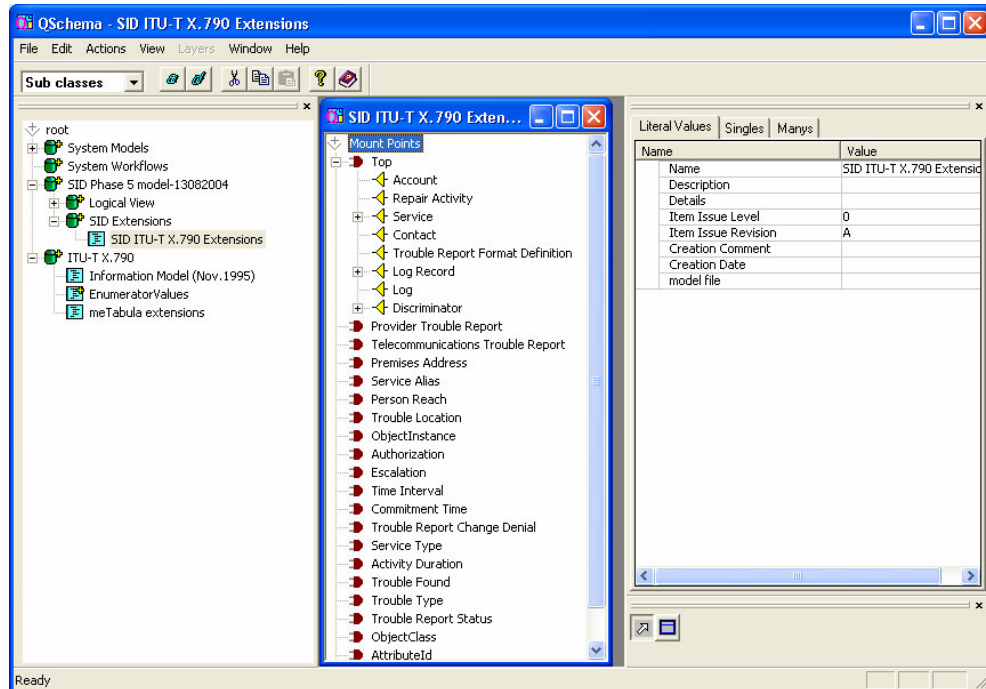 QSchema - SID ITU-T X.790 Extensions
File Edit Actions View Layers Window Help
Sub classes
root
System Models
System Workflows
SID Phase 5 model-13082004
Logical View
SID Extensions
SID ITU-T X.790 Extensions
ITU-T X.790
Information Model (Nov.1995)
EnumeratorValues
meTabula extensions
SID ITU-T X.790 Exten...
Mount Points
Top
Account
Repair Activity
Service
Contact
Trouble Report Format Definition
Log Record
Log
Discriminator
Provider Trouble Report
Telecommunications Trouble Report
Premises Address
Service Alias
Person Reach
Trouble Location
ObjectInstance
Authorization
Escalation
Time Interval
Commitment Time
Trouble Report Change Denial
Service Type
Activity Duration
Trouble Found
Trouble Type
Trouble Report Status
ObjectClass
AttributeId
Literal Values Singles Manys
Name Value
Name SID ITU-T X.790 Extensio
Description
Details
Item Issue Level 0
Item Issue Revision A
Creation Comment
Creation Date
model file
Ready